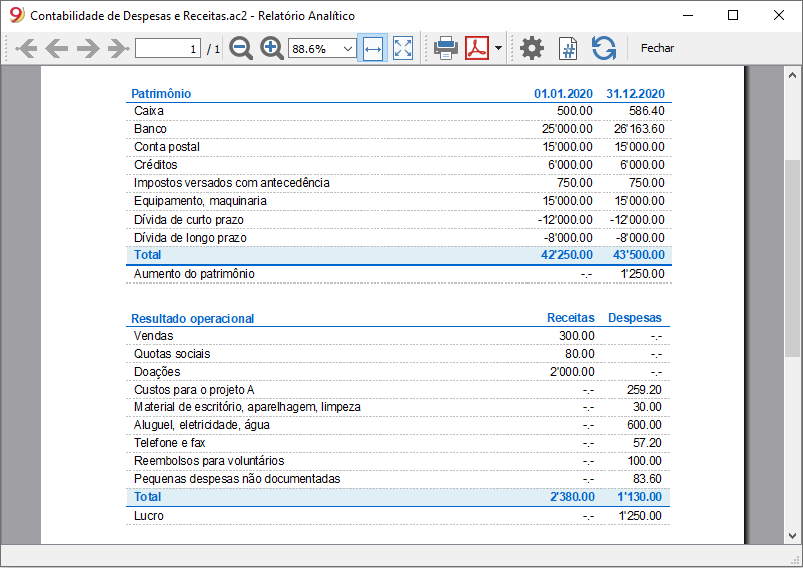 Contabilidade de Despesas e Receitas.ac2 - Relatório Analítico
1 / 1 88.6% Fechar
Patrimônio 01.01.2020 31.12.2020
Caixa 500.00 586.40
Banco 25'000.00 26'163.60
Conta postal 15'000.00 15'000.00
Créditos 6'000.00 6'000.00
Impostos versados com antecedência 750.00 750.00
Equipamento, maquinaria 15'000.00 15'000.00
Dívida de curto prazo -12'000.00 -12'000.00
Dívida de longo prazo -8'000.00 -8'000.00
Total 42'250.00 43'500.00
Aumento do patrimônio -.- 1'250.00
Resultado operacional Receitas Despesas
Vendas 300.00 -.-
Quotas sociais 80.00 -.-
Doações 2'000.00 -.-
Custos para o projeto A -.- 259.20
Material de escritório, aparelhagem, limpeza -.- 30.00
Aluguel, eletricidade, água -.- 600.00
Telefone e fax -.- 57.20
Reembolsos para voluntários -.- 100.00
Pequenas despesas não documentadas -.- 83.60
Total 2'380.00 1'130.00
Lucro -.- 1'250.00